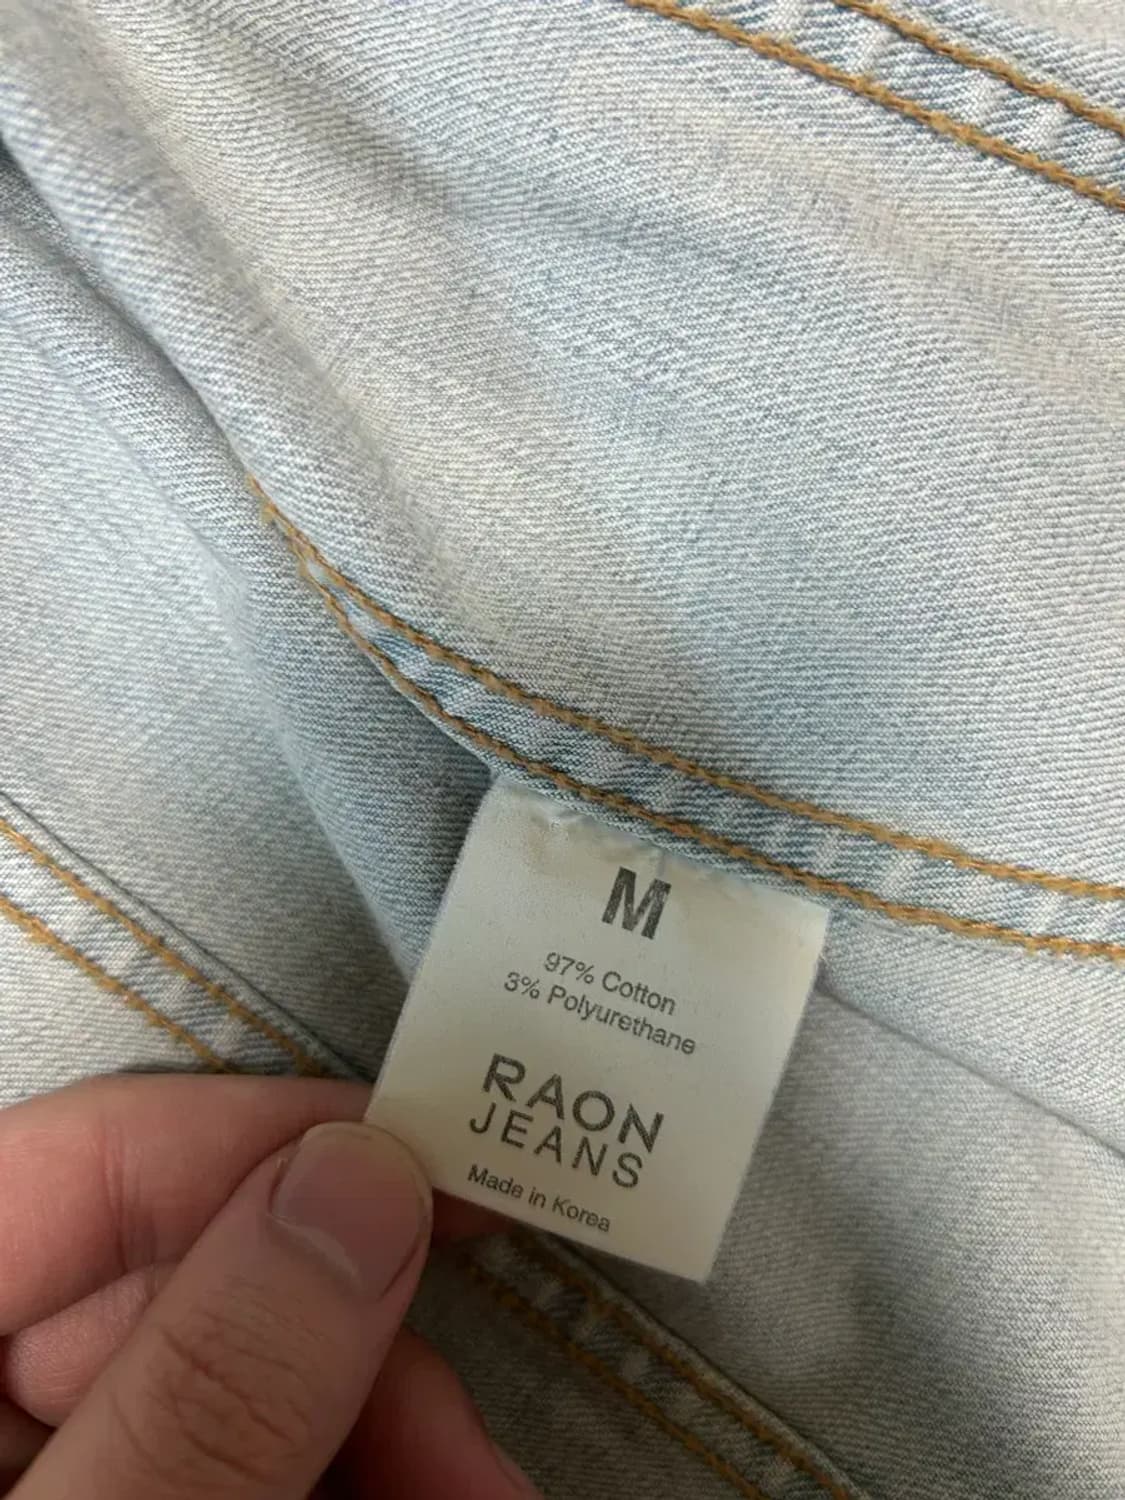 M
97% Cotton
3% Polyurethane
RAON
JEANS
Made in Korea